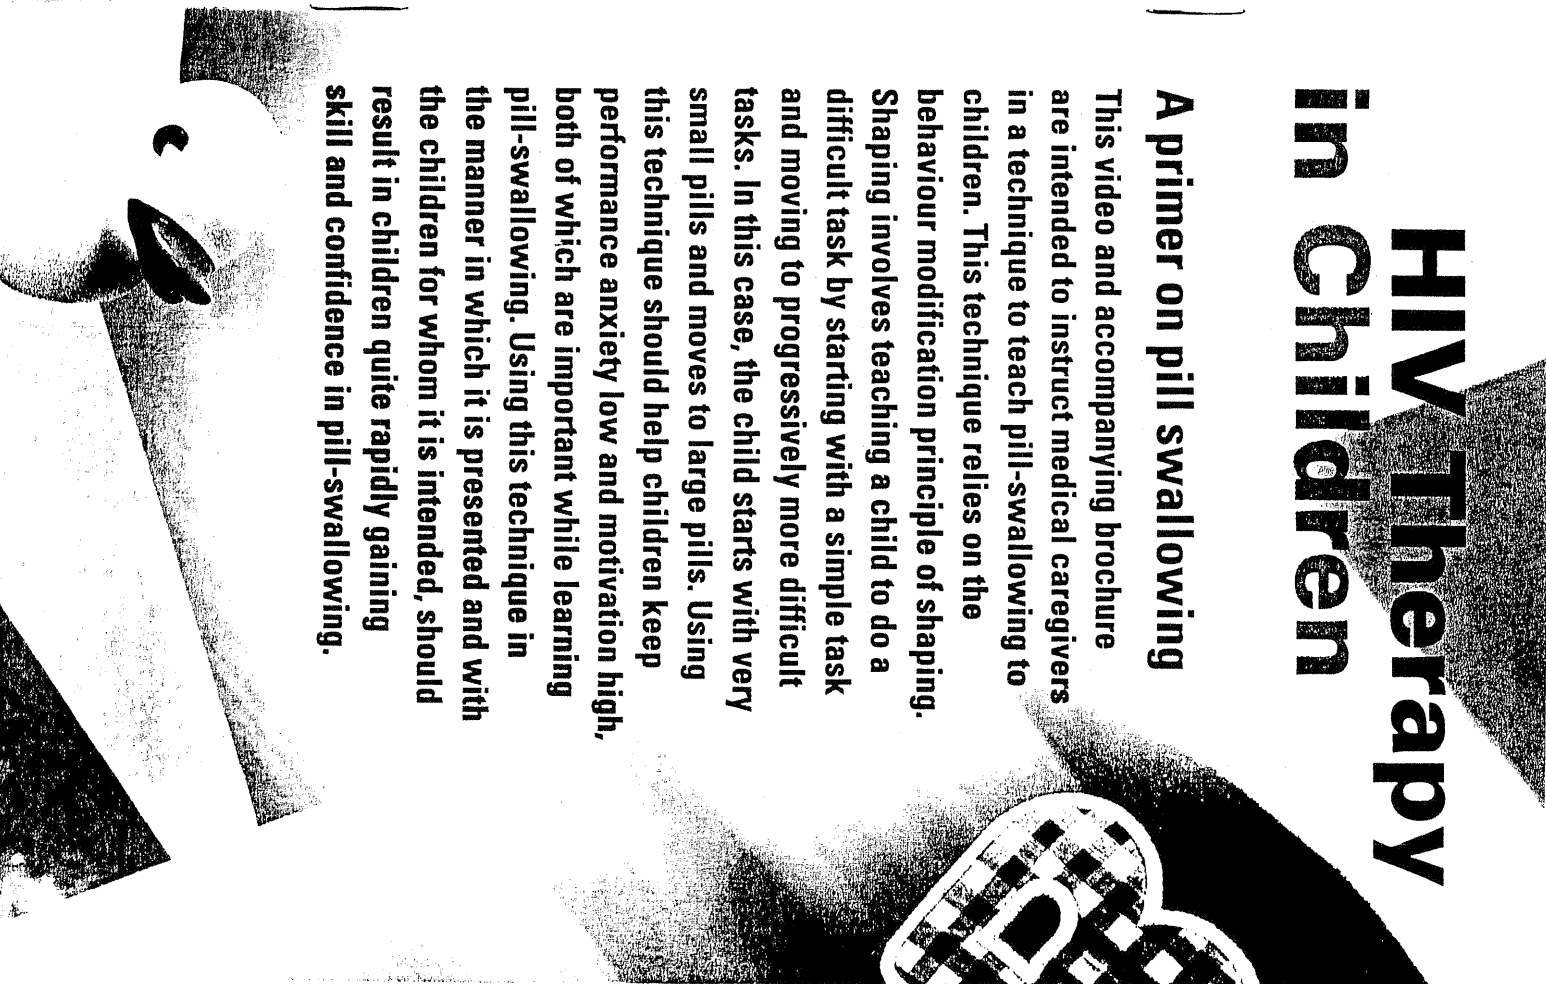 HIV Therapy
in Children
A primer on pill swallowing
This video and accompanying brochure
are intended to instruct medical caregivers
in a technique to teach pill-swallowing to
children. This technique relies on the
behaviour modification principle of shaping.
Shaping involves teaching a child to do a
difficult task by starting with a simple task
and moving to progressively more difficult
tasks. In this case, the child starts with very
small pills and moves to large pills. Using
this technique should help children keep
performance anxiety low and motivation high,
both of which are important while learning
pill-swallowing. Using this technique in
the manner in which it is presented and with
the children for whom it is intended, should
result in children quite rapidly gaining
skill and confidence in pill-swallowing.